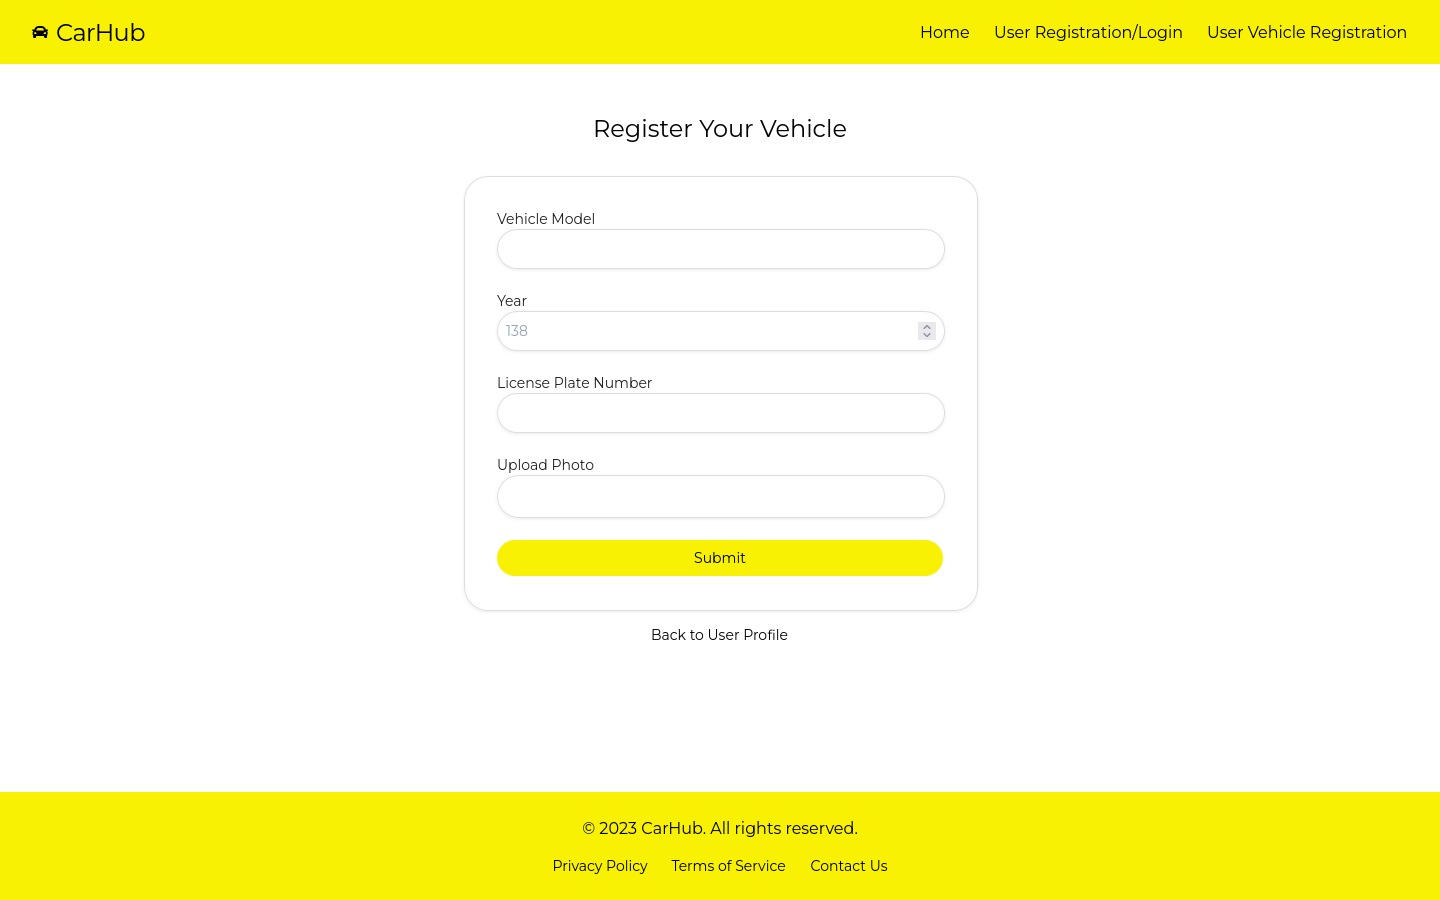 CarHub
Home User Registration/Login User Vehicle Registration
Register Your Vehicle
Vehicle Model
Year
138
License Plate Number
Upload Photo
Submit
Back to User Profile
© 2023 CarHub. All rights reserved.
Privacy Policy Terms of Service Contact Us